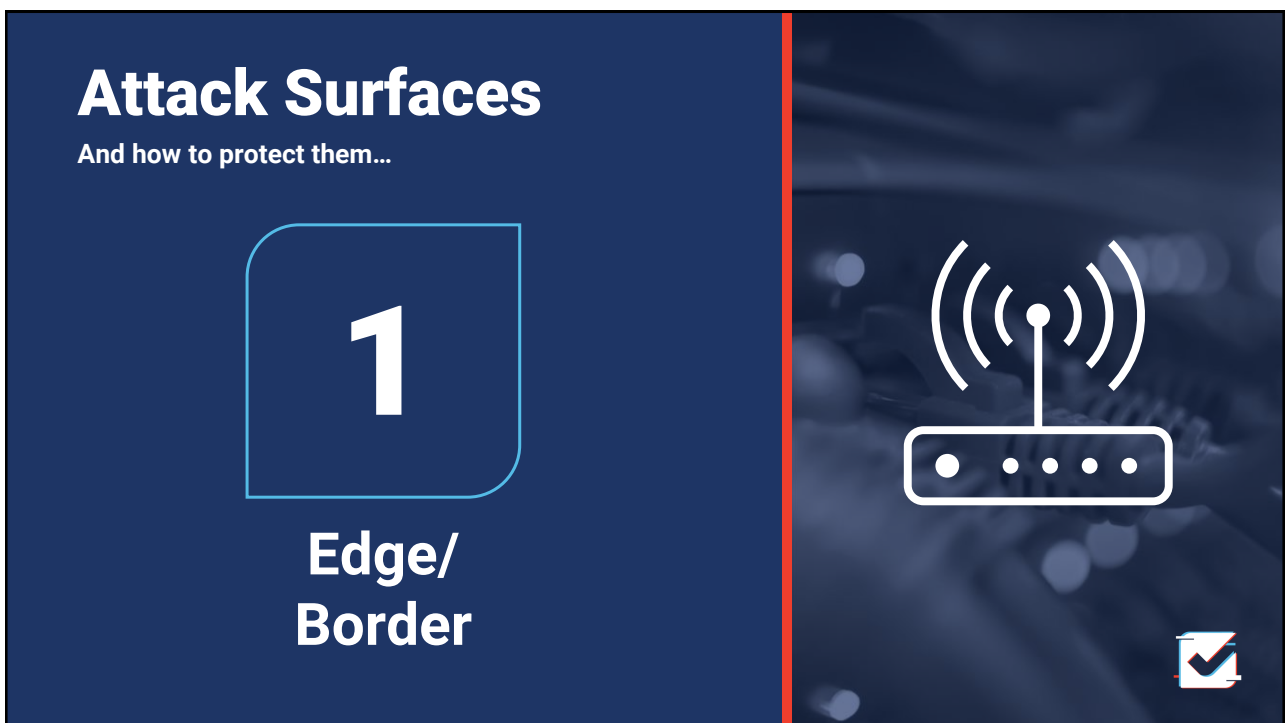 Attack Surfaces
And how to protect them…
1
Edge/
Border